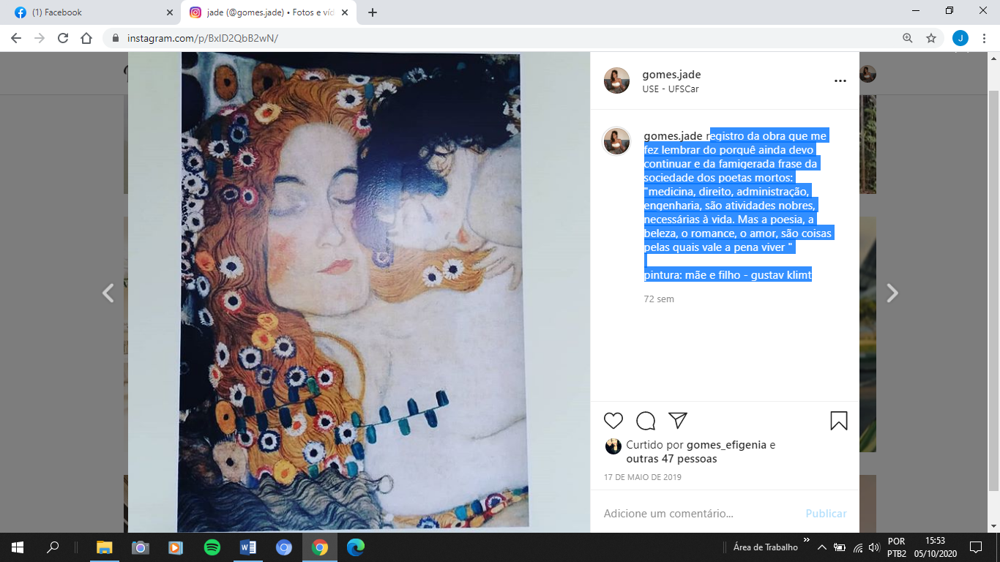 (1) Facebook
jade (@gomes.jade) • Fotos e víd
instagram.com/p/BxlD2QbB2wN/
J
gomes.jade
USE - UFSCar
gomes.jade registro da obra que me
fez lembrar do porquê ainda devo
continuar e da famigerada frase da
sociedade dos poetas mortos:
"medicina, direito, administração,
engenharia, são atividades nobres,
necessárias à vida. Mas a poesia, a
beleza, o romance, o amor, são coisas
pelas quais vale a pena viver "
pintura: mãe e filho - gustav klimt
72 sem
Curtido por gomes_efigenia e
outras 47 pessoas
17 DE MAIO DE 2019
Adicione um comentário... Publicar
Área de Trabalho
POR
PTB2
15:53
05/10/2020